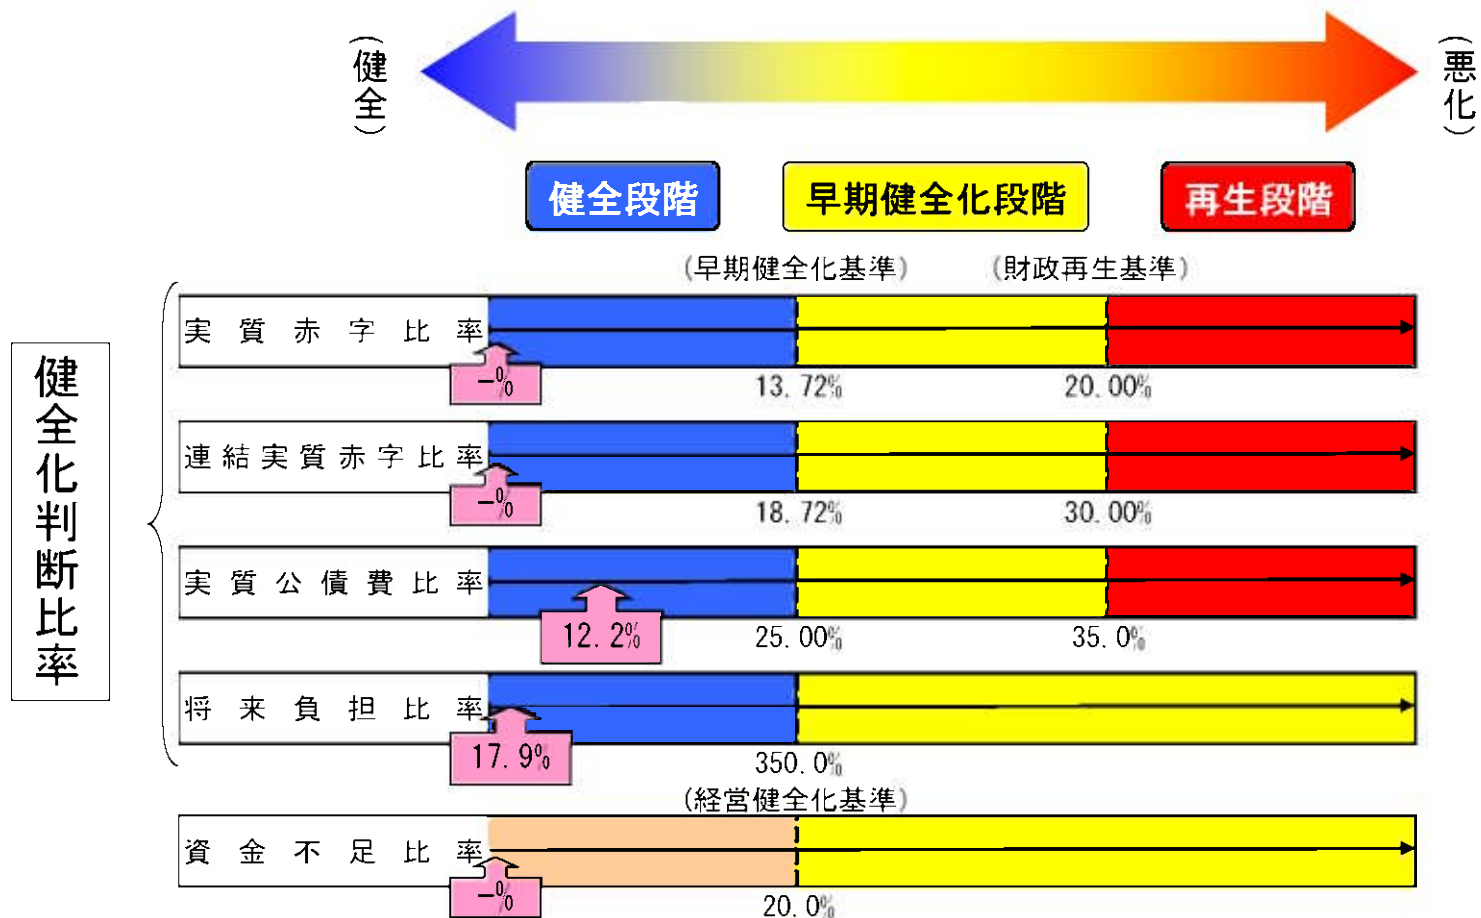 (健全)
(悪化)
健全段階
早期健全化段階
再生段階
(早期健全化基準)
(財政再生基準)
健全化判断比率
実質赤字比率
-%
13.72%
20.00%
連結実質赤字比率
-%
18.72%
30.00%
実質公債費比率
12.2%
25.00%
35.0%
将来負担比率
17.9%
350.0%
(経営健全化基準)
資金不足比率
-%
20.0%